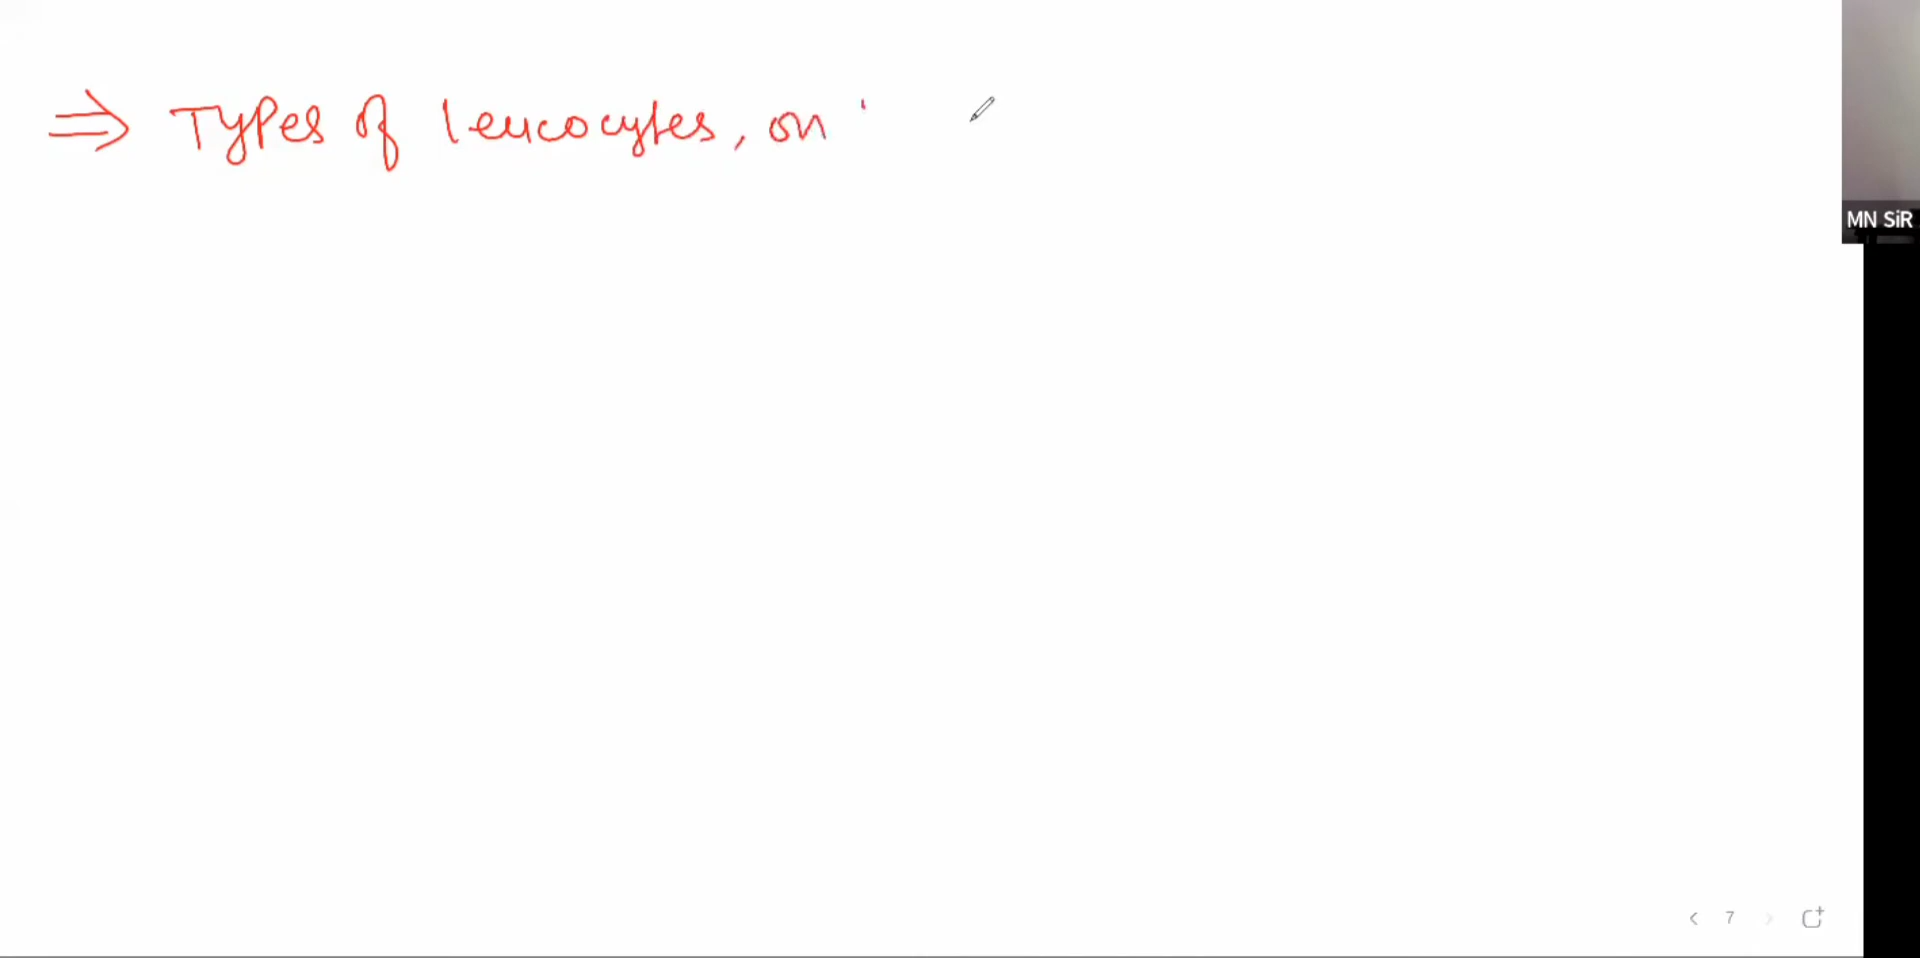 ⇒ Types of leucocytes, on '
MN SiR
< 7 >